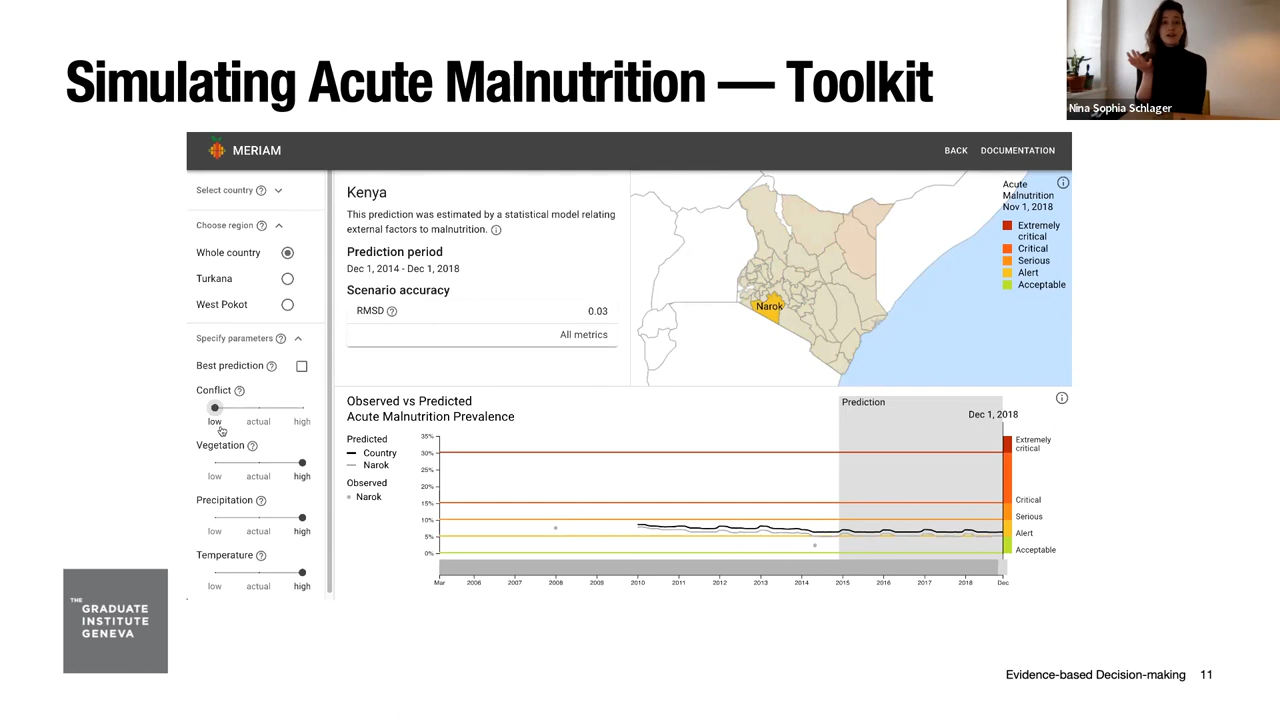 Simulating Acute Malnutrition — Toolkit
Nina Sophia Schlager
MERIAM
BACK DOCUMENTATION
Select country
Choose region
Whole country
Turkana
West Pokot
Specify parameters
Best prediction
Conflict
low actual high
Vegetation
low actual high
Precipitation
low actual high
Temperature
low actual high
Kenya
This prediction was estimated by a statistical model relating
external factors to malnutrition.
Prediction period
Dec 1, 2014 - Dec 1, 2018
Scenario accuracy
RMSD 0.03
All metrics
Narok
Acute
Malnutrition
Nov 1, 2018
Extremely
critical
Critical
Serious
Alert
Acceptable
Observed vs Predicted
Acute Malnutrition Prevalence
Predicted
Country
Narok
Observed
Narok
Prediction
Dec 1, 2018
35%
30%
25%
20%
15%
10%
5%
0%
Extremely
critical
Critical
Serious
Alert
Acceptable
Mar 2006 2007 2008 2009 2010 2011 2012 2013 2014 2015 2016 2017 2018 Dec
THE
GRADUATE
INSTITUTE
GENEVA
Evidence-based Decision-making 11